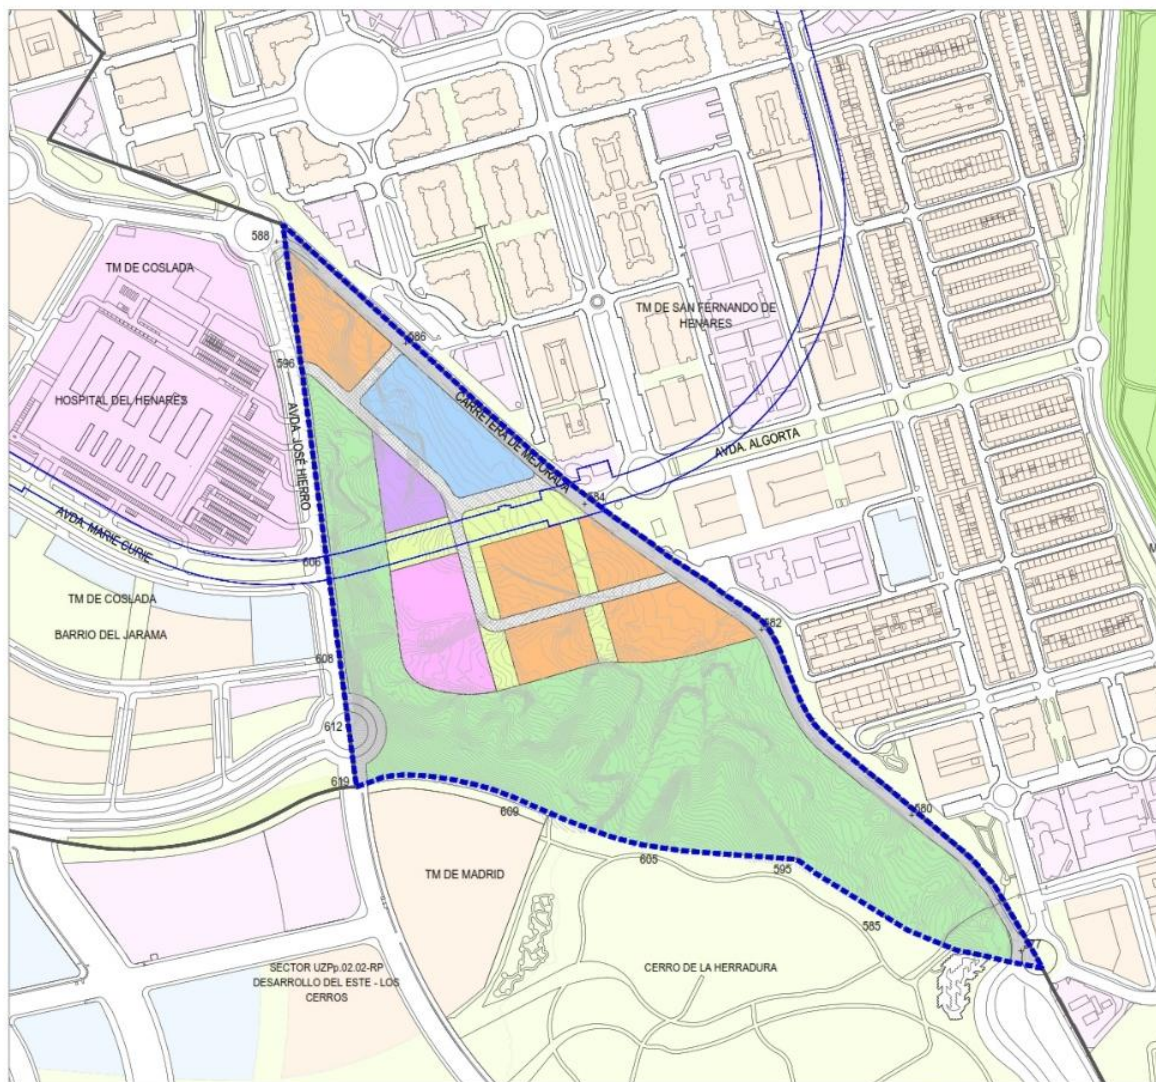 588
TM DE COSLADA
586
TM DE SAN FERNANDO DE
HENARES
596
HOSPITAL DEL HENARES
AVDA. JOSÉ HIERRO
CARRETERA DE MEJORADA
AVDA. ALGORTA
584
AVDA. MARIE CURIE
606
TM DE COSLADA
BARRIO DEL JARAMA
582
608
612
619
609
580
605
595
TM DE MADRID
585
577
SECTOR UZPp.02.02-RP
DESARROLLO DEL ESTE - LOS
CERROS
CERRO DE LA HERRADURA